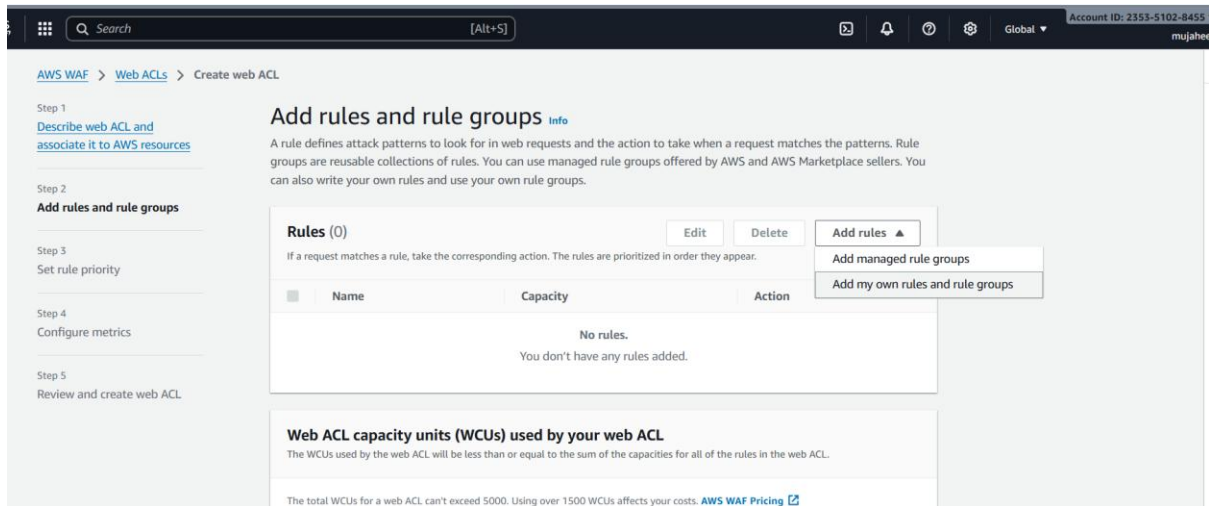 Search
[Alt+S]
Global
Account ID: 2353-5102-8455
mujahee
AWS WAF > Web ACLs > Create web ACL
Step 1
Describe web ACL and
associate it to AWS resources
Step 2
Add rules and rule groups
Step 3
Set rule priority
Step 4
Configure metrics
Step 5
Review and create web ACL
Add rules and rule groups Info
A rule defines attack patterns to look for in web requests and the action to take when a request matches the patterns. Rule
groups are reusable collections of rules. You can use managed rule groups offered by AWS and AWS Marketplace sellers. You
can also write your own rules and use your own rule groups.
Rules (0)
Edit
Delete
Add rules
If a request matches a rule, take the corresponding action. The rules are prioritized in order they appear.
Add managed rule groups
Add my own rules and rule groups
Name
Capacity
Action
No rules.
You don't have any rules added.
Web ACL capacity units (WCUs) used by your web ACL
The WCUs used by the web ACL will be less than or equal to the sum of the capacities for all of the rules in the web ACL.
The total WCUs for a web ACL can't exceed 5000. Using over 1500 WCUs affects your costs. AWS WAF Pricing